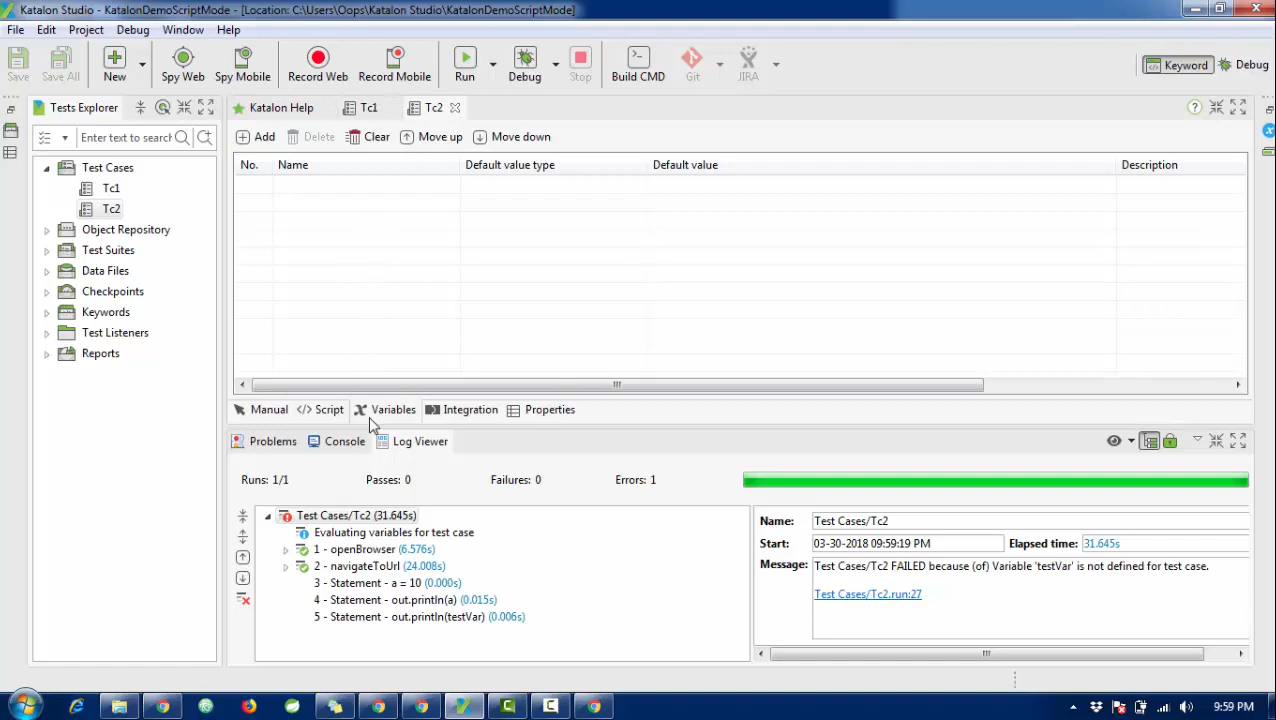 Katalon Studio - KatalonDemoScriptMode - [Location: C:\Users\Oops\Katalon Studio\KatalonDemoScriptMode]
File Edit Project Debug Window Help
Save Save All New Spy Web Spy Mobile Record Web Record Mobile Run Debug Stop Build CMD Git JIRA Keyword Debug
Tests Explorer
Katalon Help Tc1 Tc2
Enter text to search
Add Delete Clear Move up Move down
No. Name Default value type Default value Description
Test Cases
Tc1
Tc2
Object Repository
Test Suites
Data Files
Checkpoints
Keywords
Test Listeners
Reports
Manual Script Variables Integration Properties
Problems Console Log Viewer
Runs: 1/1 Passes: 0 Failures: 0 Errors: 1
Test Cases/Tc2 (31.645s)
Evaluating variables for test case
1 - openBrowser (6.576s)
2 - navigateToUrl (24.008s)
3 - Statement - a = 10 (0.000s)
4 - Statement - out.println(a) (0.015s)
5 - Statement - out.println(testVar) (0.006s)
Name: Test Cases/Tc2
Start: 03-30-2018 09:59:19 PM Elapsed time: 31.645s
Message: Test Cases/Tc2 FAILED because (of) Variable 'testVar' is not defined for test case.
Test Cases/Tc2.run:27
9:59 PM